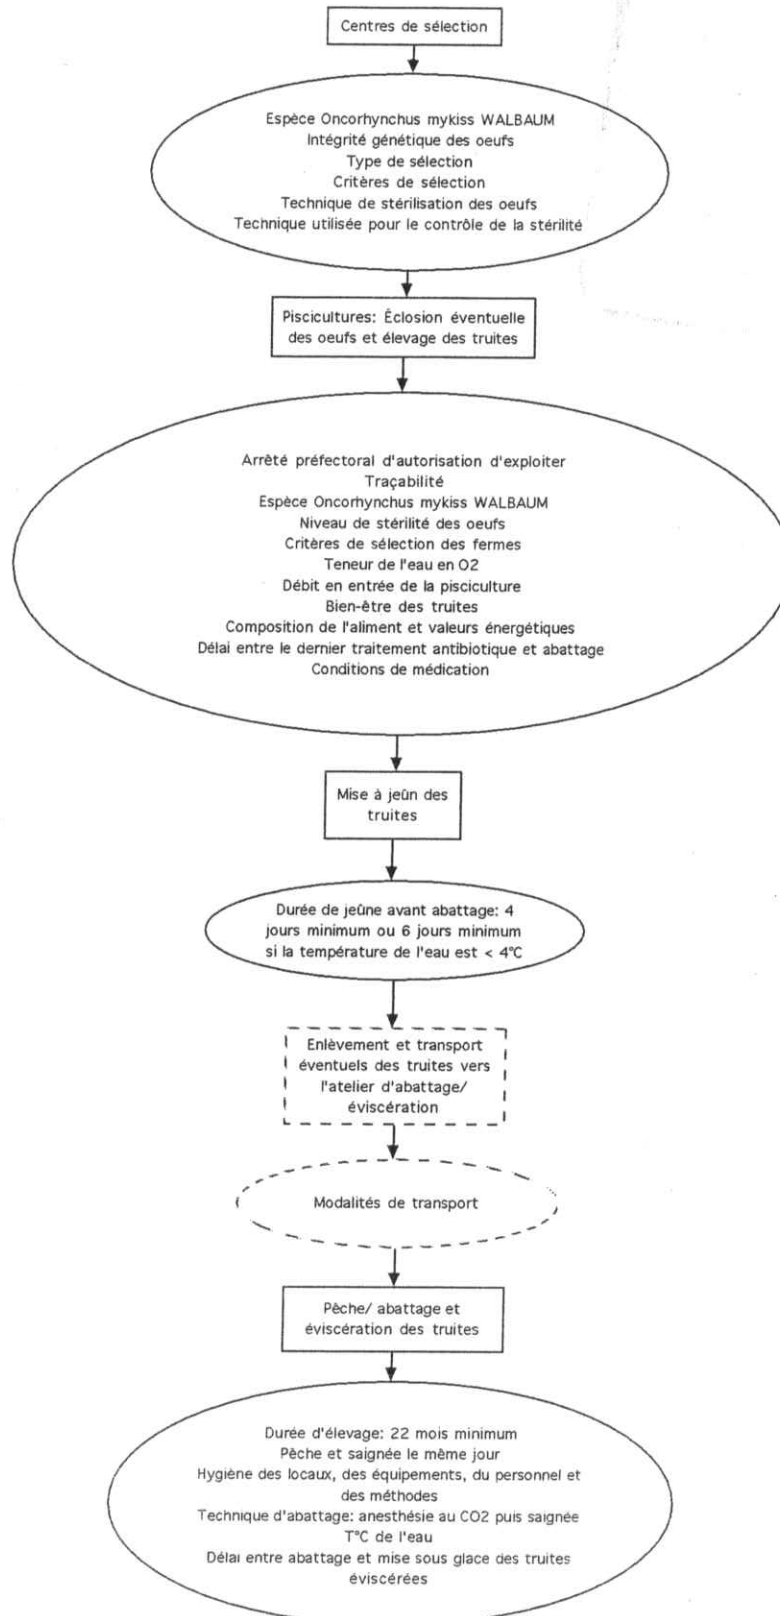 Centres de sélection
Espèce Oncorhynchus mykiss WALBAUM
Intégrité génétique des oeufs
Type de sélection
Critères de sélection
Technique de stérilisation des oeufs
Technique utilisée pour le contrôle de la stérilité
Piscicultures: Éclosion éventuelle
des oeufs et élevage des truites
Arrêté préfectoral d'autorisation d'exploiter
Traçabilité
Espèce Oncorhynchus mykiss WALBAUM
Niveau de stérilité des oeufs
Critères de sélection des fermes
Teneur de l'eau en O2
Débit en entrée de la pisciculture
Bien-être des truites
Composition de l'aliment et valeurs énergétiques
Délai entre le dernier traitement antibiotique et abattage
Conditions de médication
Mise à jeûn des
truites
Durée de jeûne avant abattage: 4
jours minimum ou 6 jours minimum
si la température de l'eau est < 4°C
Enlèvement et transport
éventuels des truites vers
l'atelier d'abattage/
éviscération
Modalités de transport
Pêche/ abattage et
éviscération des truites
Durée d'élevage: 22 mois minimum
Pêche et saignée le même jour
Hygiène des locaux, des équipements, du personnel et
des méthodes
Technique d'abattage: anesthésie au CO2 puis saignée
T°C de l'eau
Délai entre abattage et mise sous glace des truites
éviscérées